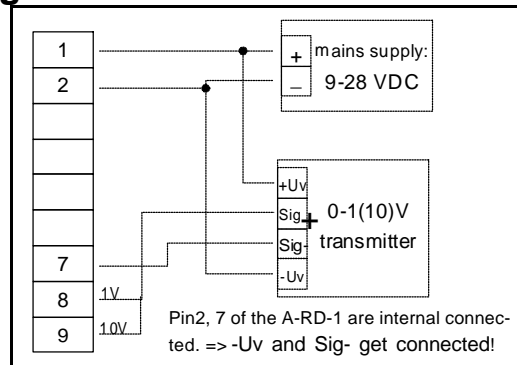 1
2
7
8
9
1V
10V
+
–
mains supply:
9-28 VDC
+Uv
Sig+
Sig-
-Uv
0-1(10)V
transmitter
Pin2, 7 of the A-RD-1 are internal connec-
ted. => -Uv and Sig- get connected!